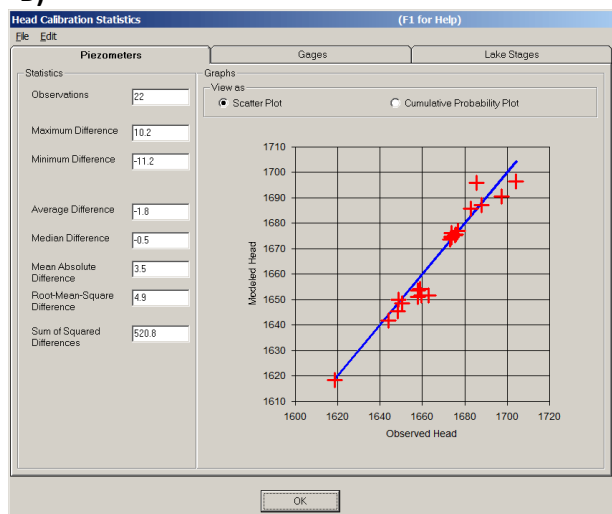 Head Calibration Statistics (F1 for Help)
File Edit
Piezometers Gages Lake Stages
Statistics
Observations 22
Maximum Difference 10.2
Minimum Difference -11.2
Average Difference -1.8
Median Difference -0.5
Mean Absolute
Difference 3.5
Root-Mean-Square
Difference 4.9
Sum of Squared
Differences 520.8
Graphs
View as
Scatter Plot Cumulative Probability Plot
Modeled Head
1710
1700
1690
1680
1670
1660
1650
1640
1630
1620
1610
1600 1620 1640 1660 1680 1700 1720
Observed Head
OK